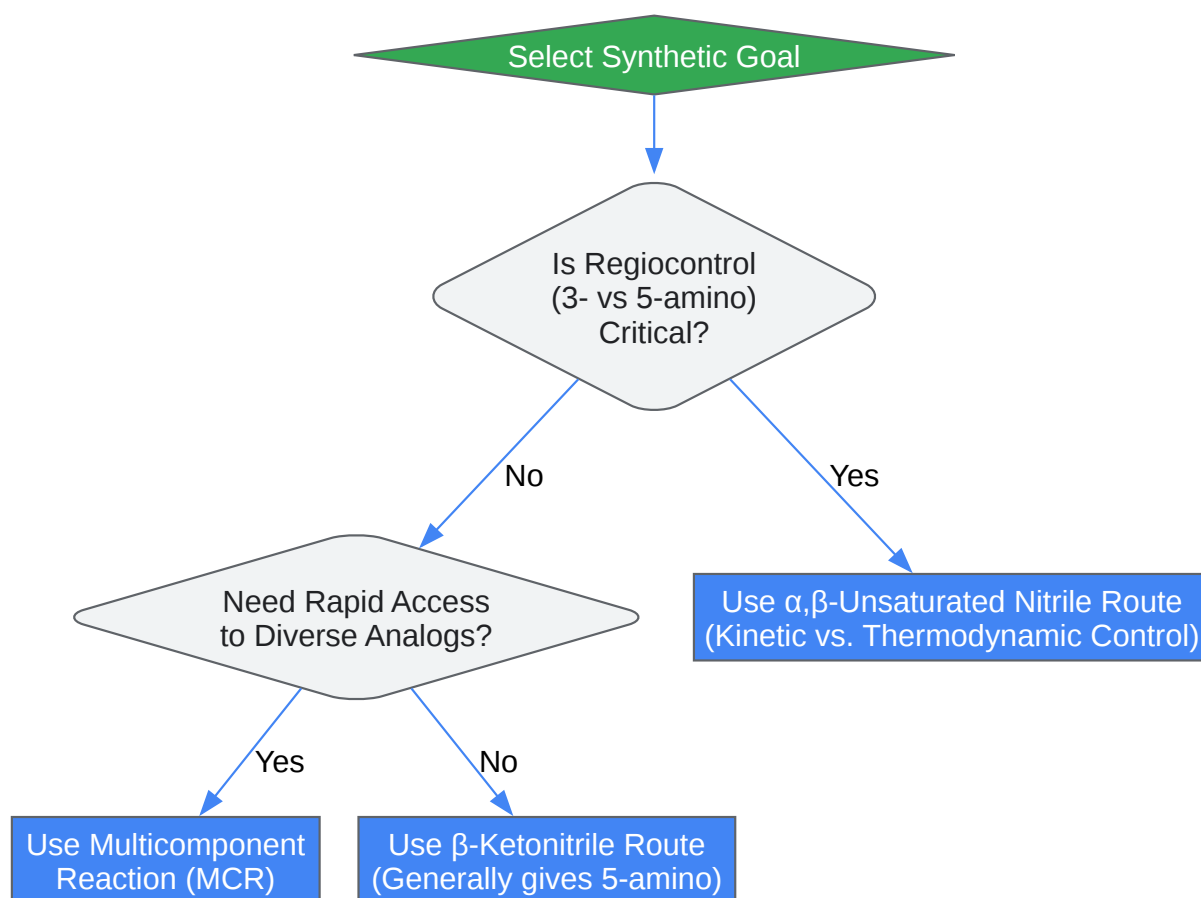 Select Synthetic Goal
Is Regiocontrol
(3- vs 5-amino)
Critical?
No
Yes
Need Rapid Access
to Diverse Analogs?
Use α,β-Unsaturated Nitrile Route
(Kinetic vs. Thermodynamic Control)
Yes
No
Use Multicomponent
Reaction (MCR)
Use β-Ketonitrile Route
(Generally gives 5-amino)